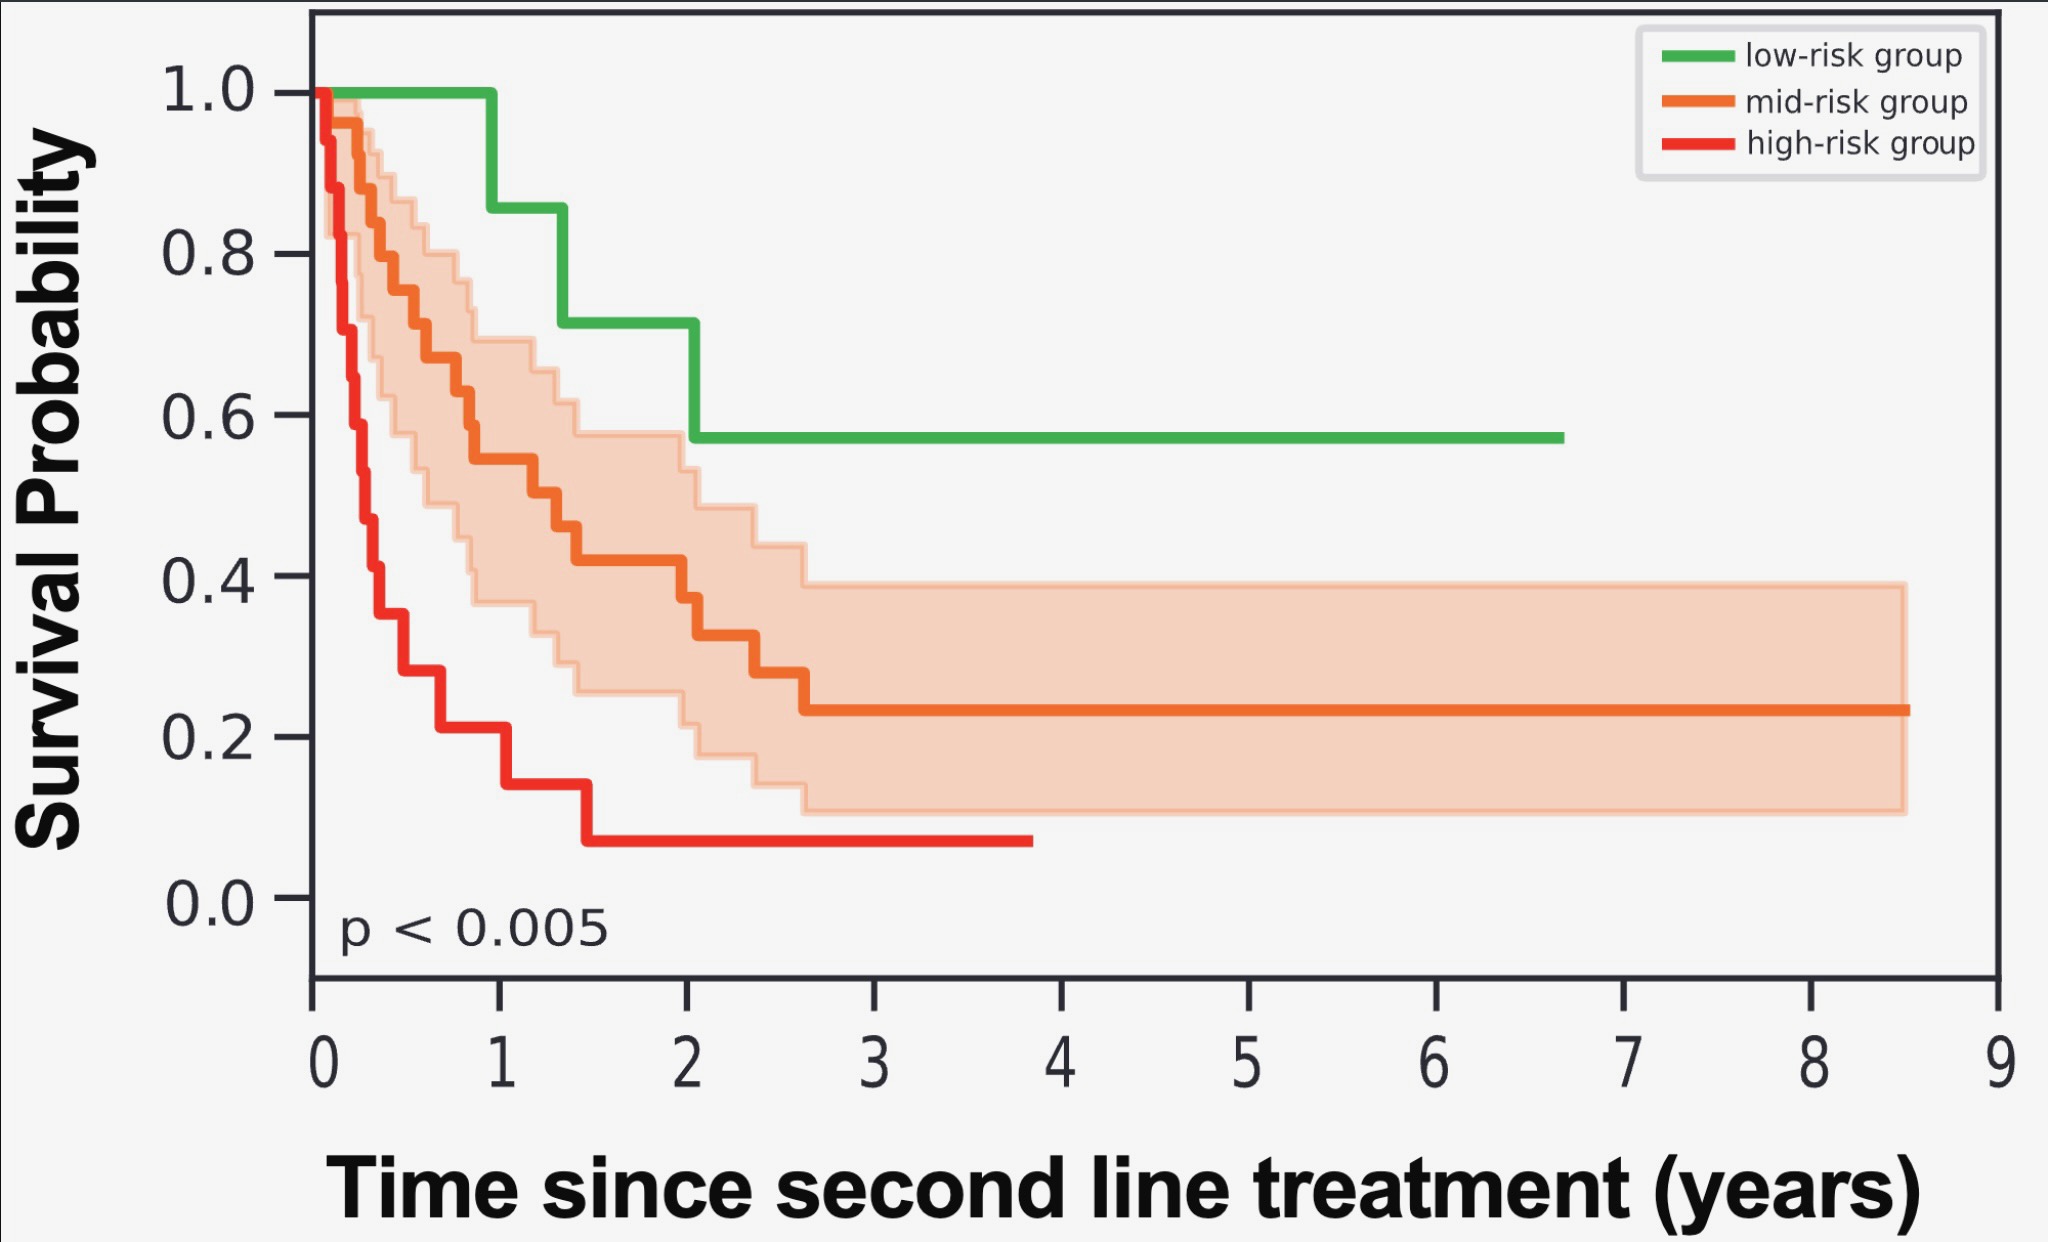 low-risk group
mid-risk group
high-risk group
Survival Probability
1.0
0.8
0.6
0.4
0.2
0.0
p < 0.005
0 1 2 3 4 5 6 7 8 9
Time since second line treatment (years)